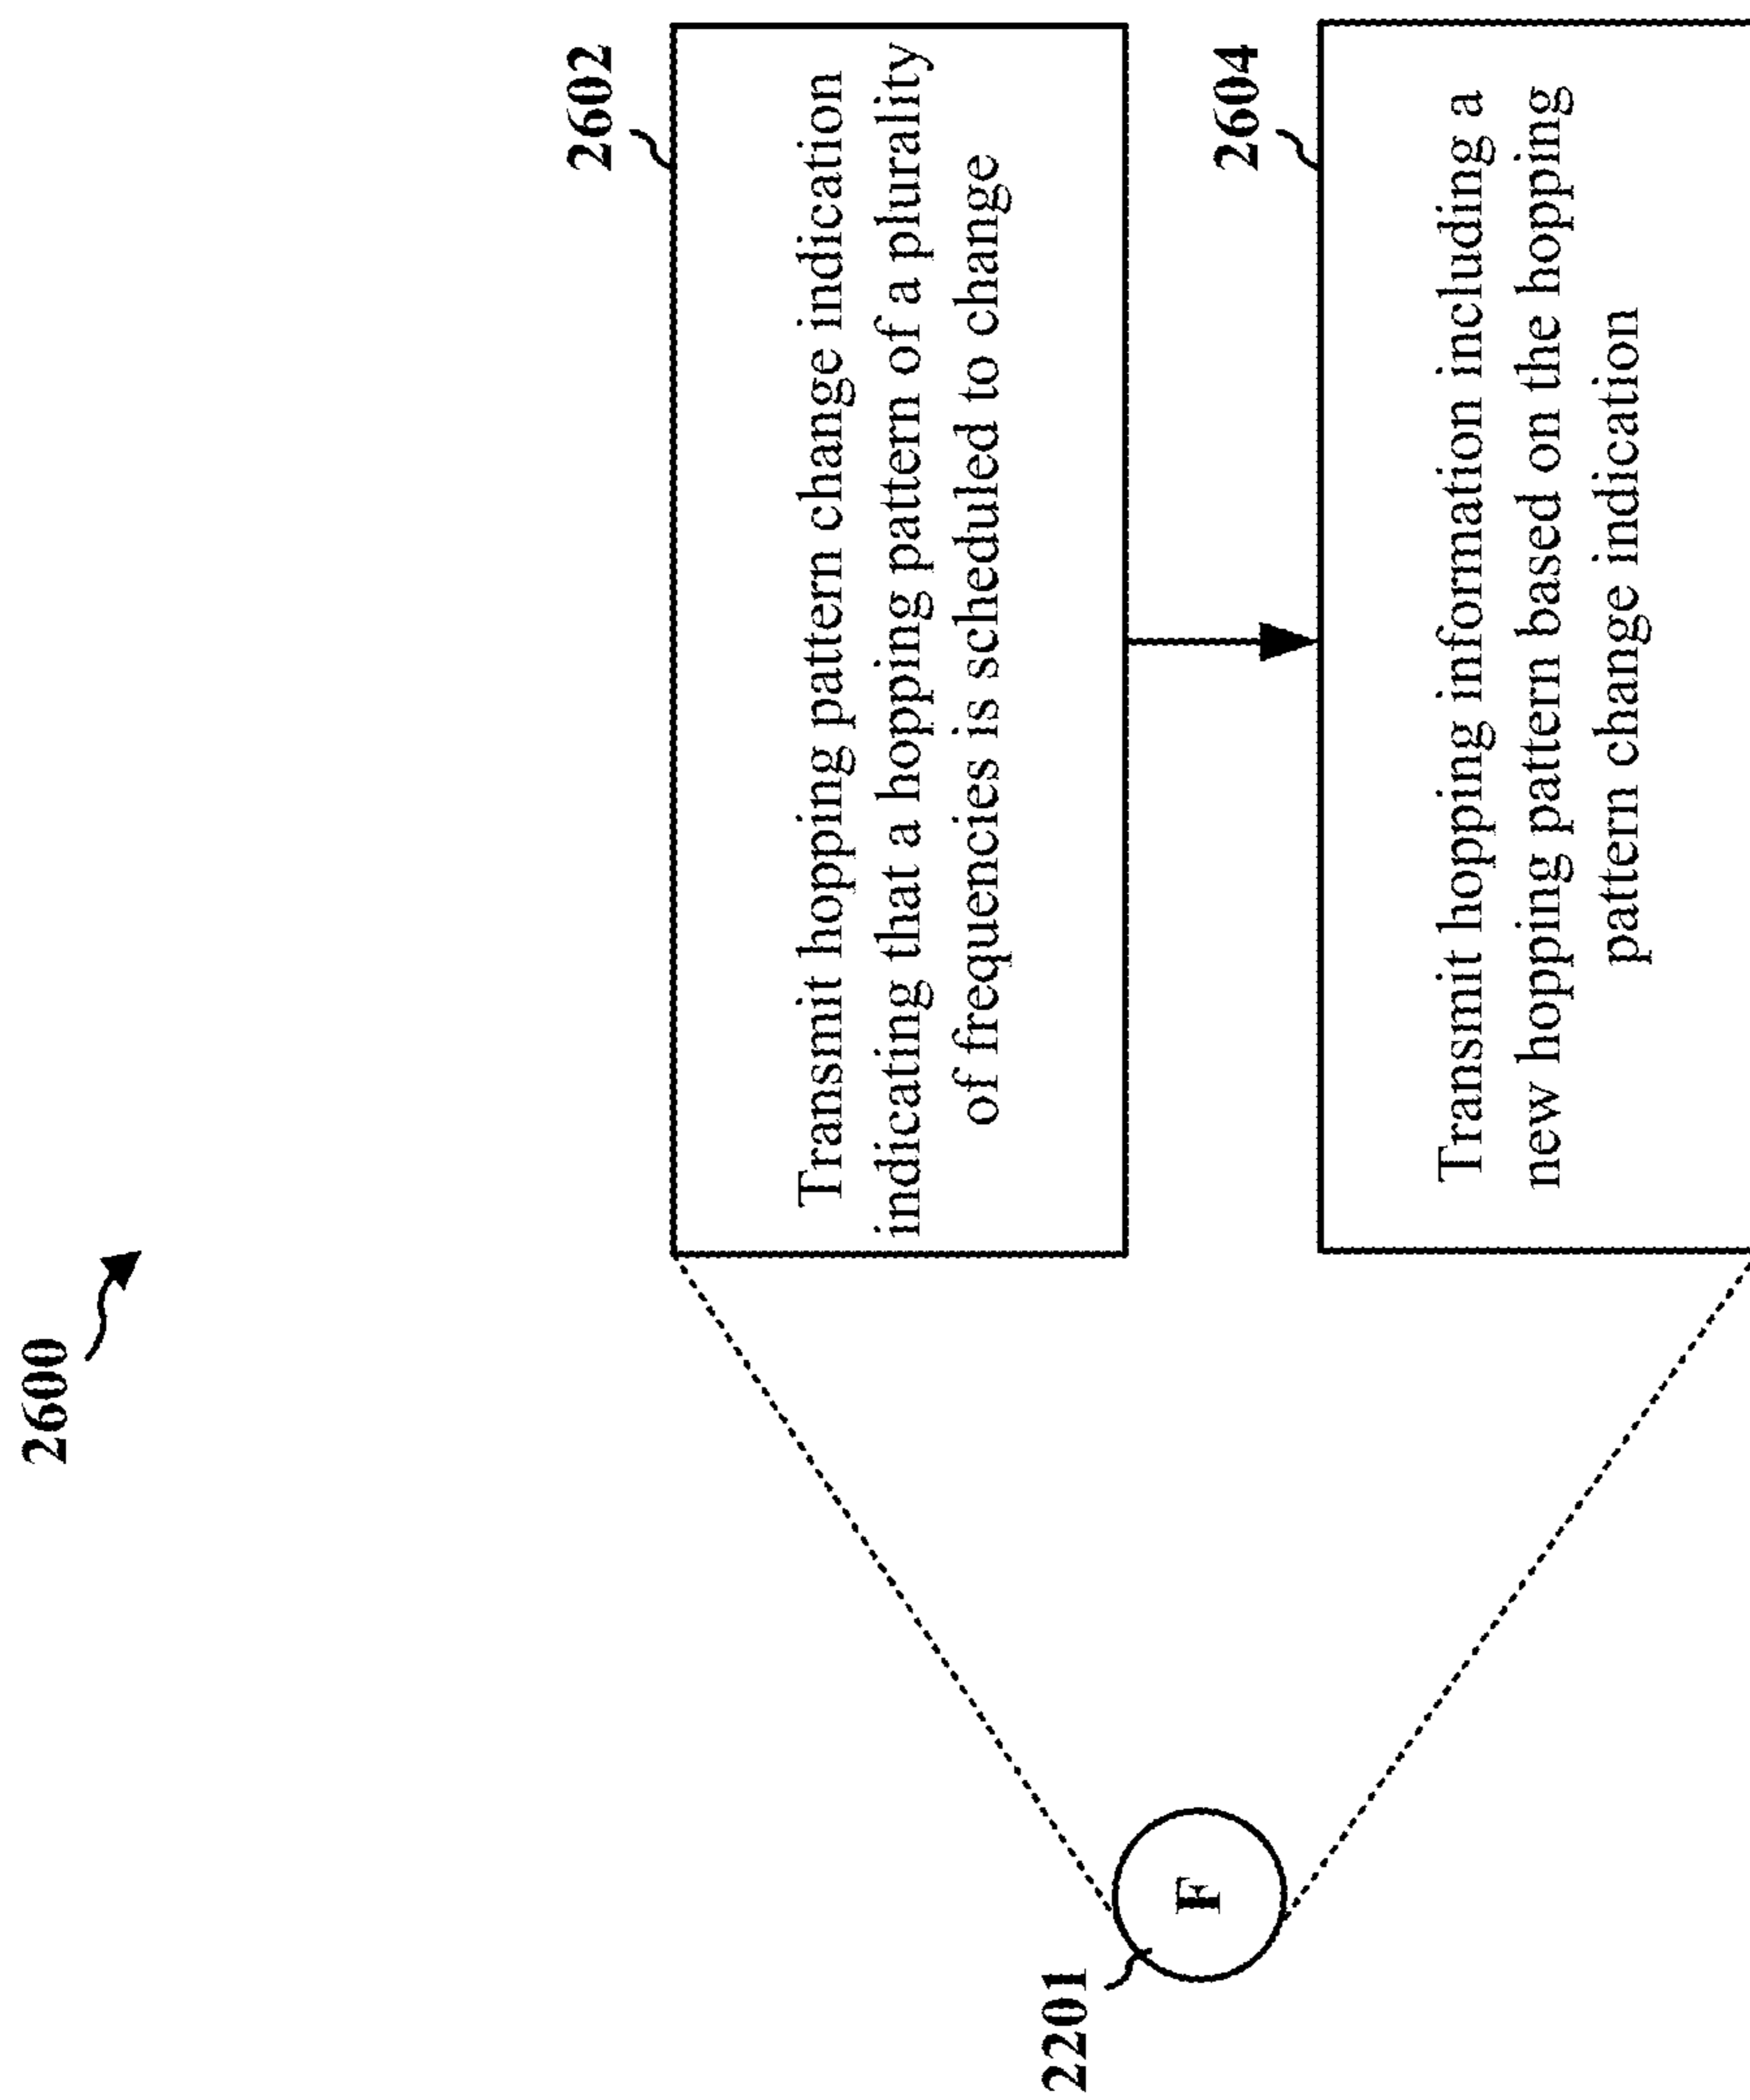 2600
2602
Transmit hopping pattern change indication
indicating that a hopping pattern of a plurality
of frequencies is scheduled to change
2604
Transmit hopping information including a
new hopping pattern based on the hopping
pattern change indication
2201
F